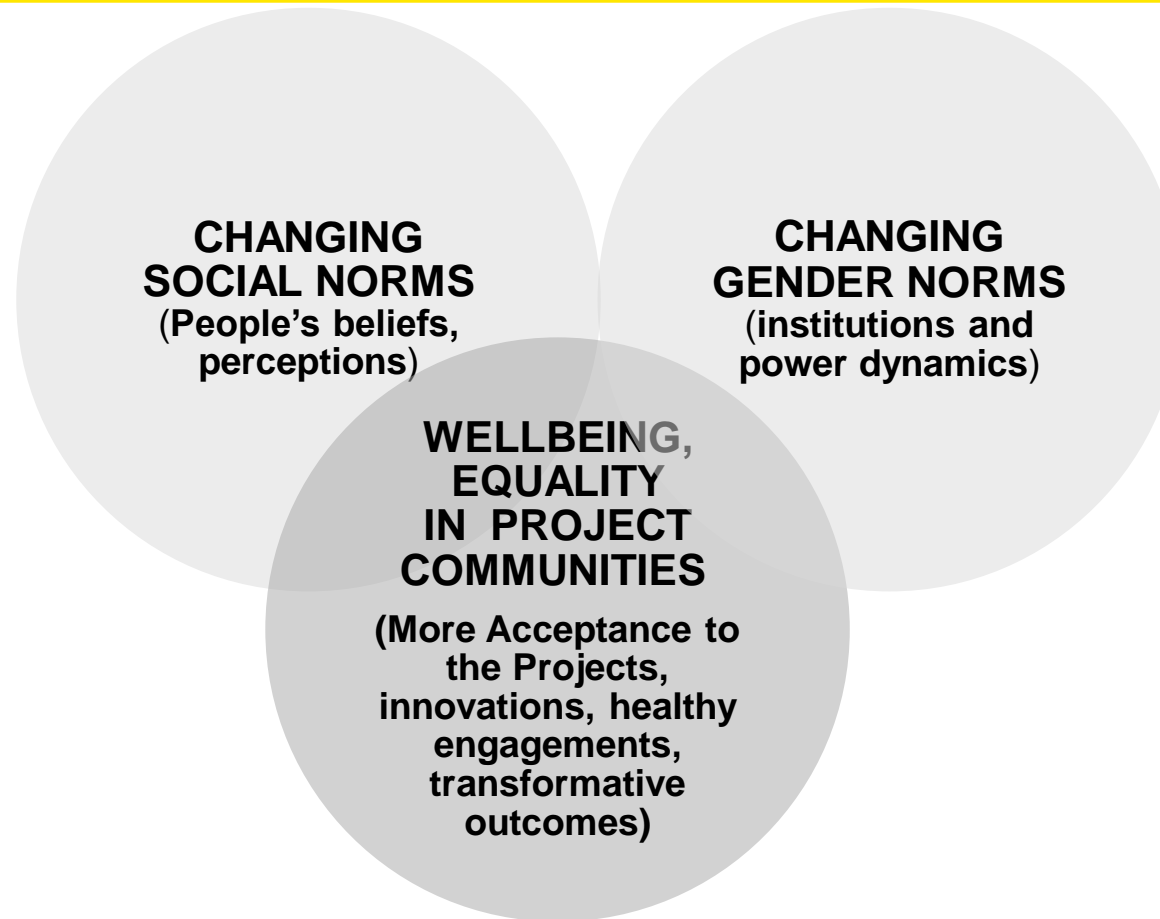 CHANGING
SOCIAL NORMS
(People’s beliefs,
perceptions)
CHANGING
GENDER NORMS
(institutions and
power dynamics)
WELLBEING,
EQUALITY
IN PROJECT
COMMUNITIES
(More Acceptance to
the Projects,
innovations, healthy
engagements,
transformative
outcomes)